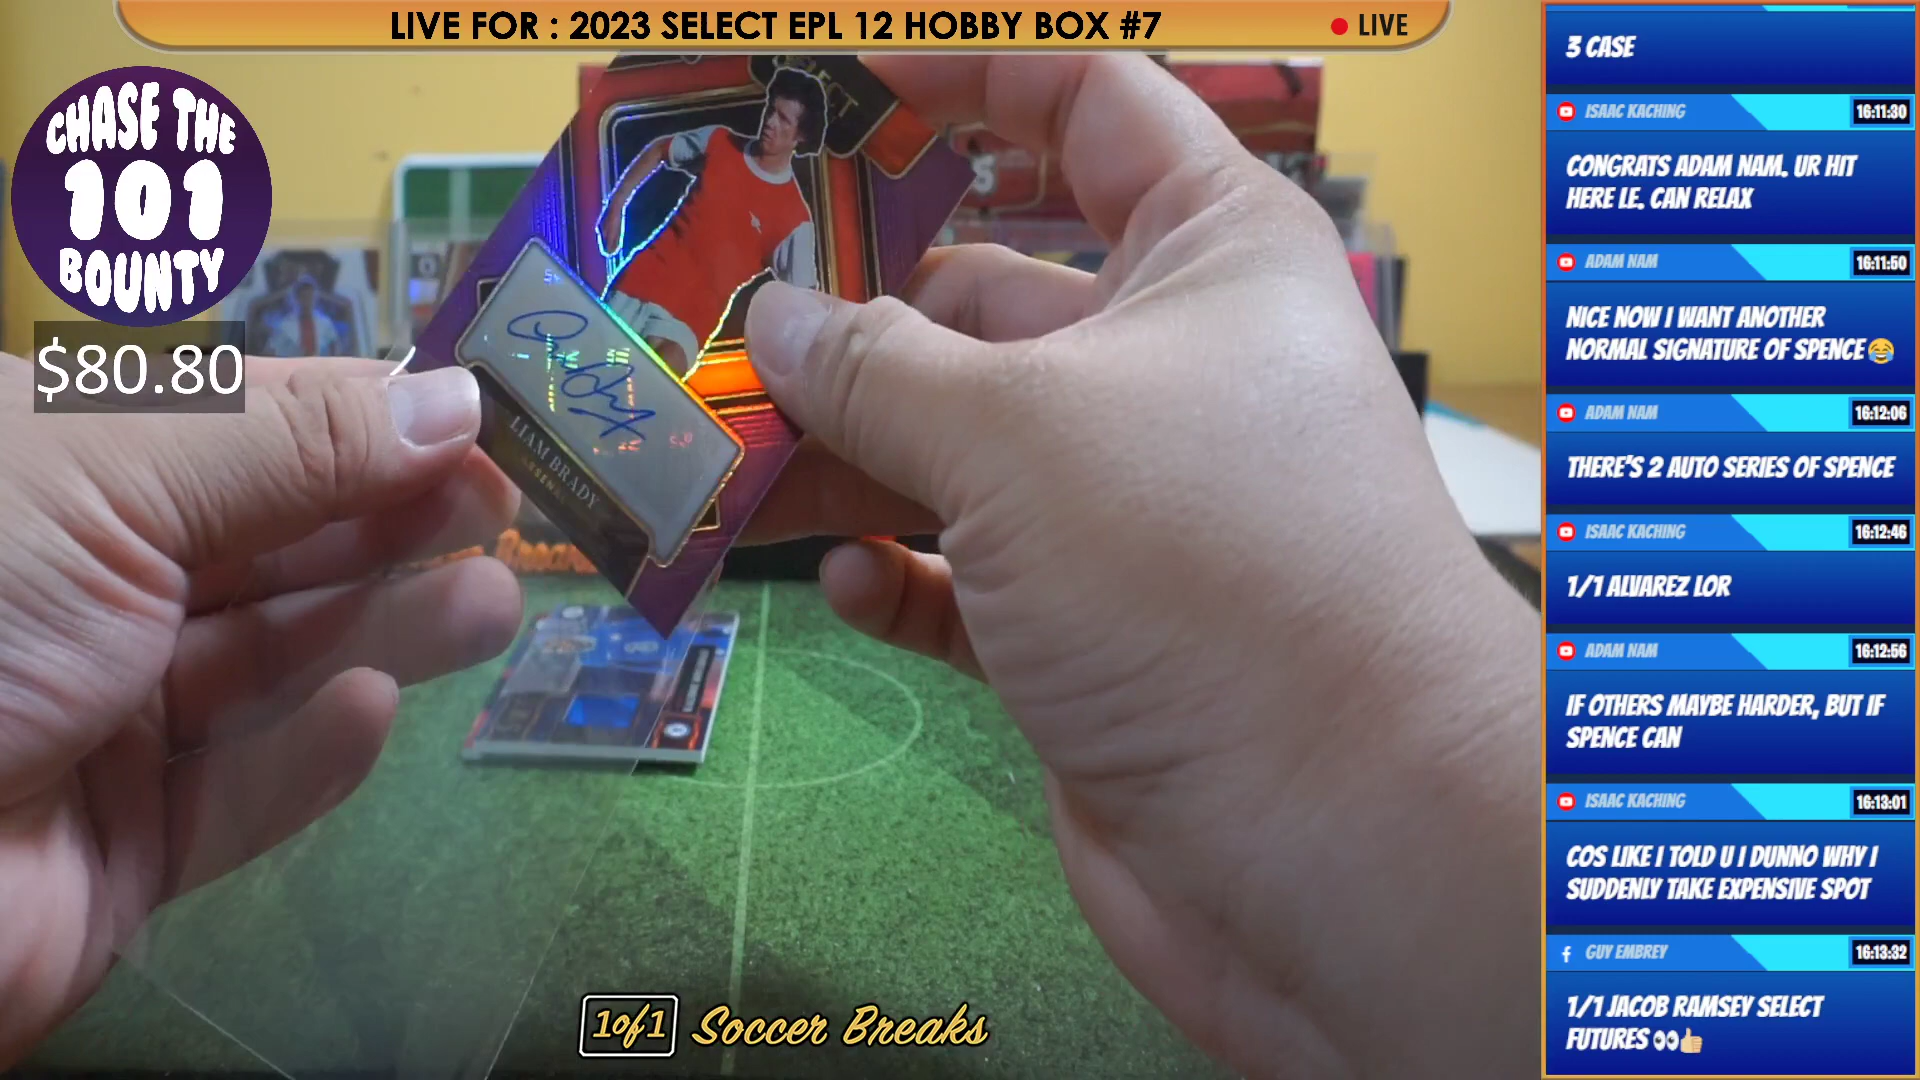 LIVE FOR : 2023 SELECT EPL 12 HOBBY BOX #7
LIVE
CHASE THE
101
BOUNTY
$80.80
LIAM BRADY
ARSENAL
1of1 Soccer Breaks
3 CASE
ISAAC KACHING
16:11:30
CONGRATS ADAM NAM. UR HIT
HERE LE. CAN RELAX
ADAM NAM
16:11:50
NICE NOW I WANT ANOTHER
NORMAL SIGNATURE OF SPENCE😂
ADAM NAM
16:12:06
THERE'S 2 AUTO SERIES OF SPENCE
ISAAC KACHING
16:12:46
1/1 ALVAREZ LOR
ADAM NAM
16:12:56
IF OTHERS MAYBE HARDER, BUT IF
SPENCE CAN
ISAAC KACHING
16:13:01
COS LIKE I TOLD U I DUNNO WHY I
SUDDENLY TAKE EXPENSIVE SPOT
GUY EMBREY
16:13:32
1/1 JACOB RAMSEY SELECT
FUTURES 👀👍🏼